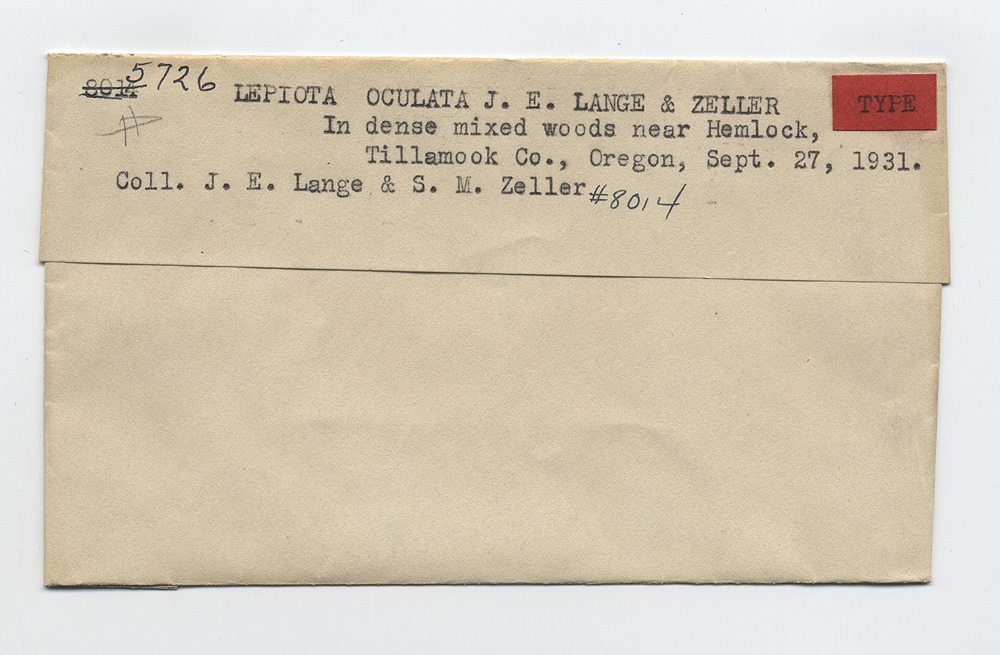 8014 5726
LEPIOTA OCULATA J. E. LANGE & ZELLER
TYPE
In dense mixed woods near Hemlock,
Tillamook Co., Oregon, Sept. 27, 1931.
Coll. J. E. Lange & S. M. Zeller #8014